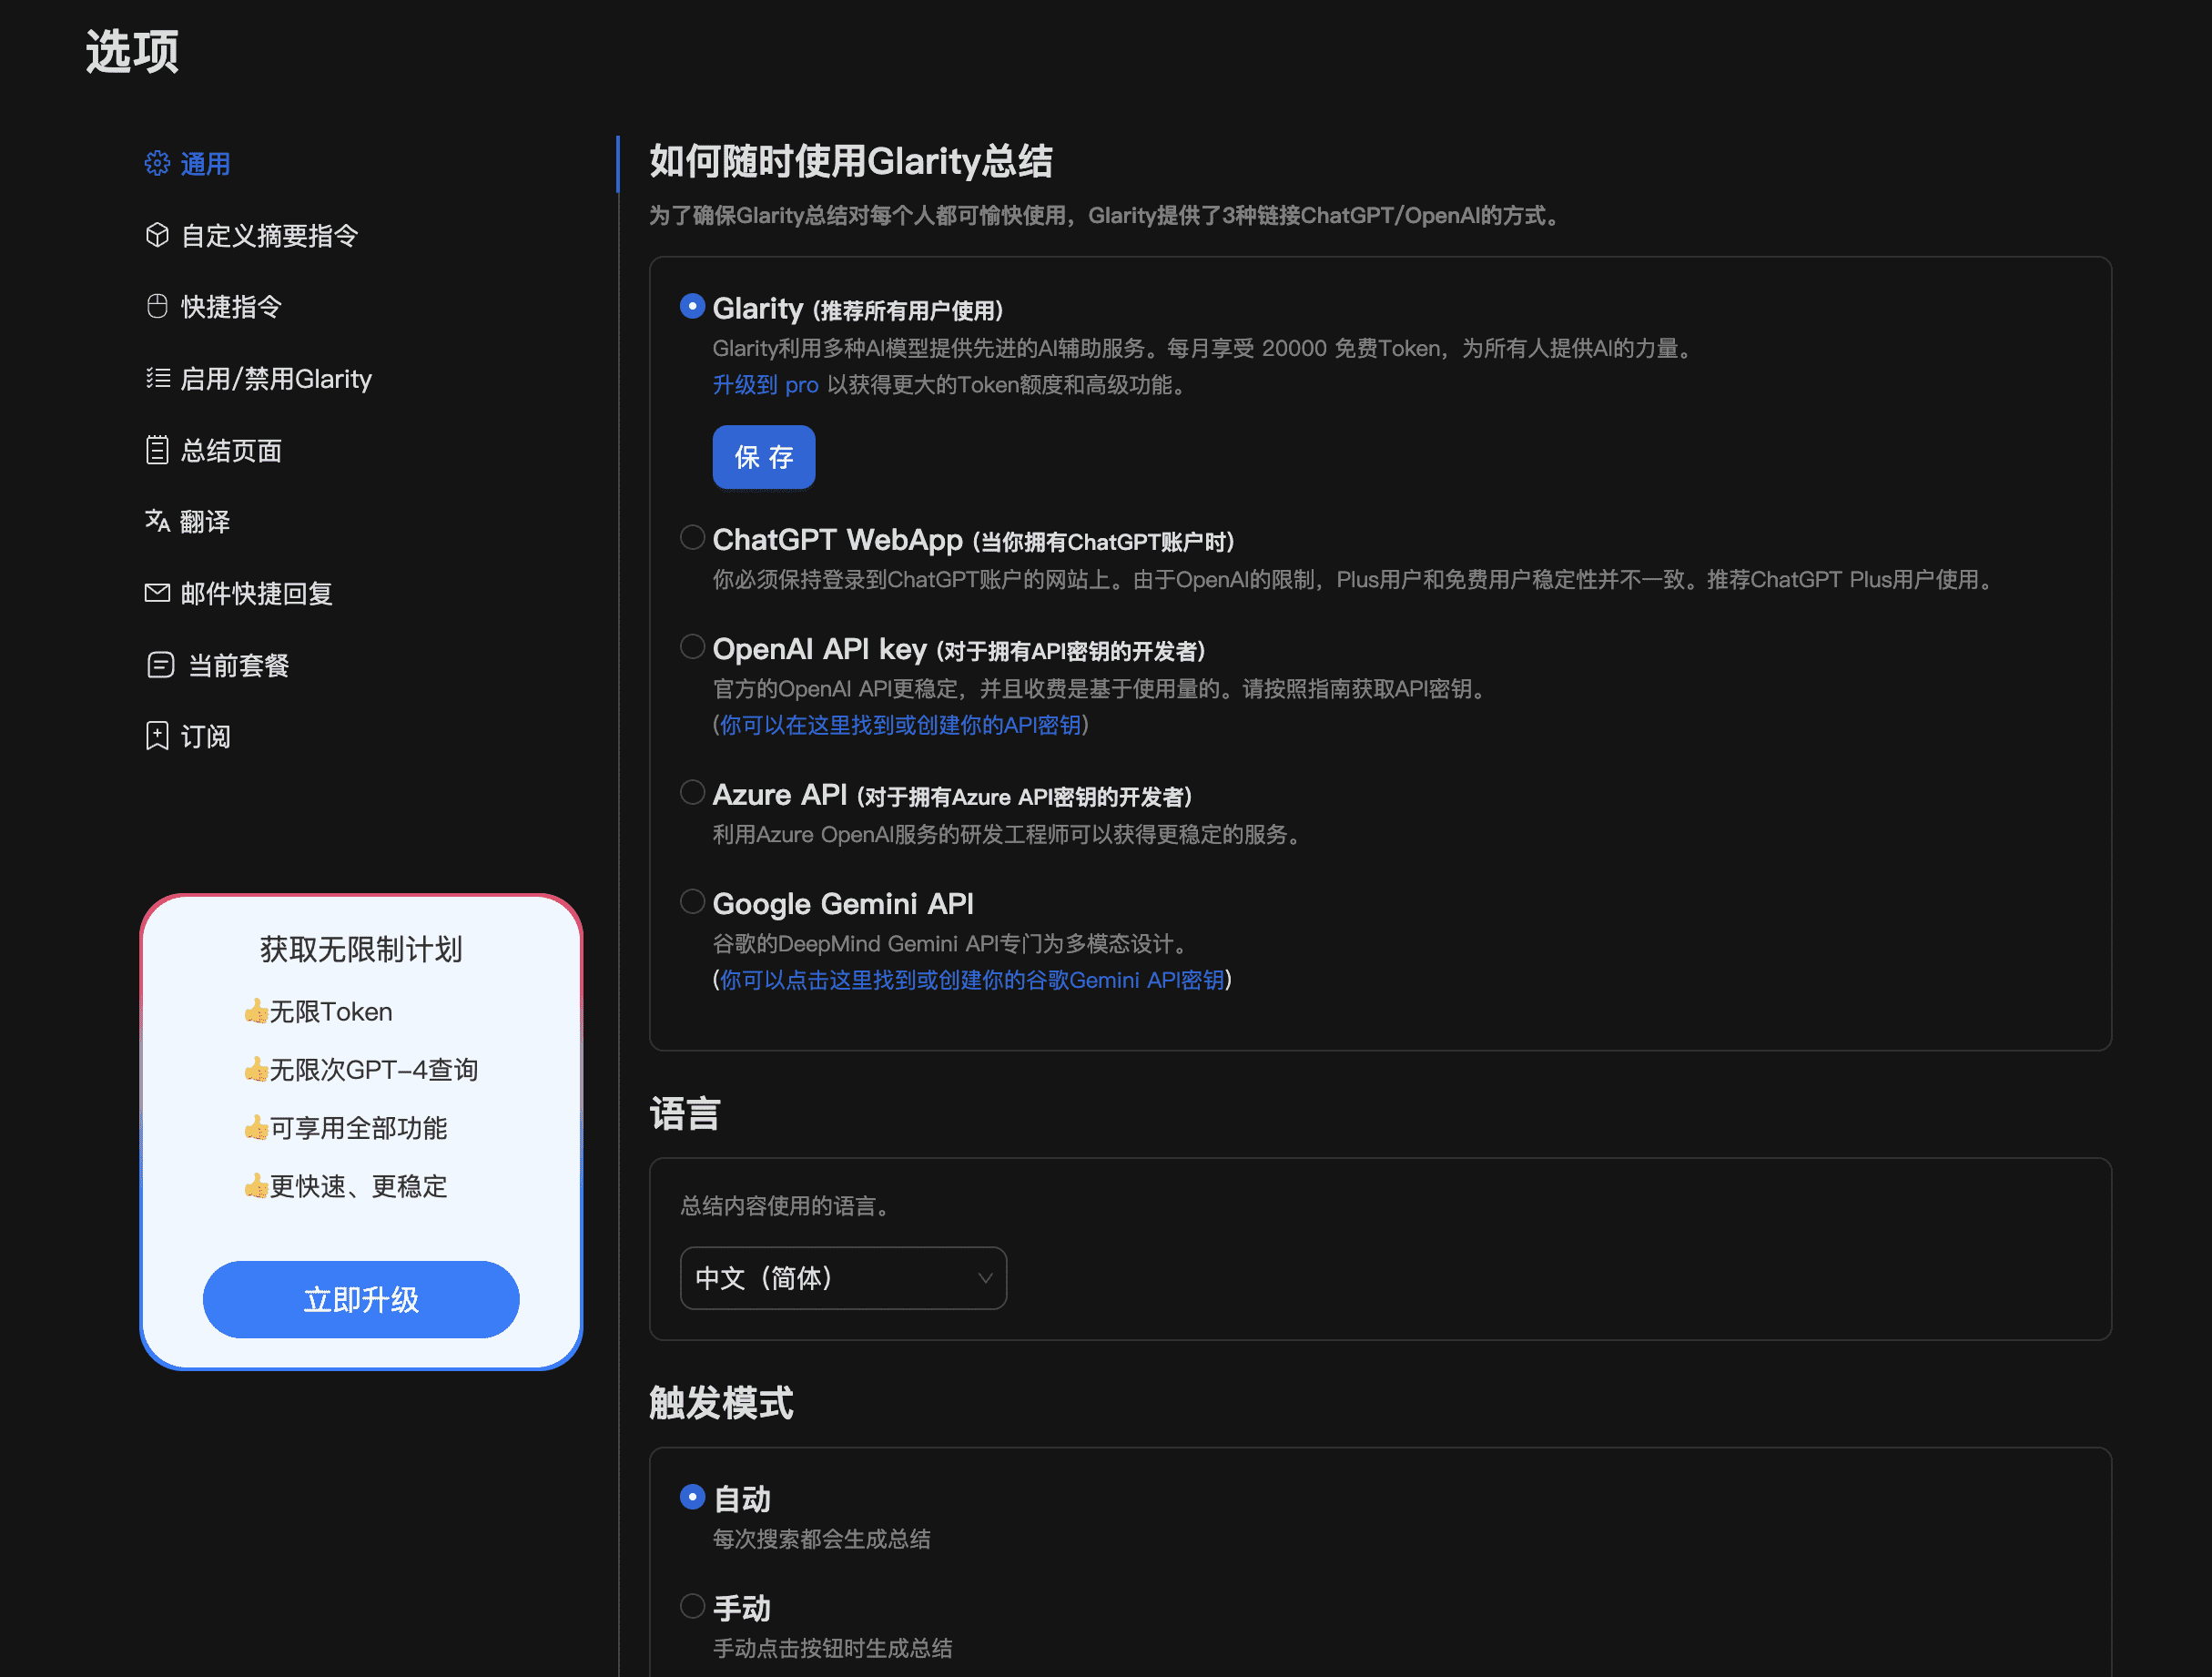 选项
通用
自定义摘要指令
快捷指令
启用/禁用Glarity
总结页面
翻译
邮件快捷回复
当前套餐
订阅
获取无限制计划
👍无限Token
👍无限次GPT-4查询
👍可享用全部功能
👍更快速、更稳定
立即升级
如何随时使用Glarity总结
为了确保Glarity总结对每个人都可愉快使用，Glarity提供了3种链接ChatGPT/OpenAI的方式。
Glarity (推荐所有用户使用)
Glarity利用多种AI模型提供先进的AI辅助服务。每月享受 20000 免费Token，为所有人提供AI的力量。
升级到 pro 以获得更大的Token额度和高级功能。
保 存
ChatGPT WebApp (当你拥有ChatGPT账户时)
你必须保持登录到ChatGPT账户的网站上。由于OpenAI的限制，Plus用户和免费用户稳定性并不一致。推荐ChatGPT Plus用户使用。
OpenAI API key (对于拥有API密钥的开发者)
官方的OpenAI API更稳定，并且收费是基于使用量的。请按照指南获取API密钥。
(你可以在这里找到或创建你的API密钥)
Azure API (对于拥有Azure API密钥的开发者)
利用Azure OpenAI服务的研发工程师可以获得更稳定的服务。
Google Gemini API
谷歌的DeepMind Gemini API专门为多模态设计。
(你可以点击这里找到或创建你的谷歌Gemini API密钥)
语言
总结内容使用的语言。
中文（简体）
触发模式
自动
每次搜索都会生成总结
手动
手动点击按钮时生成总结